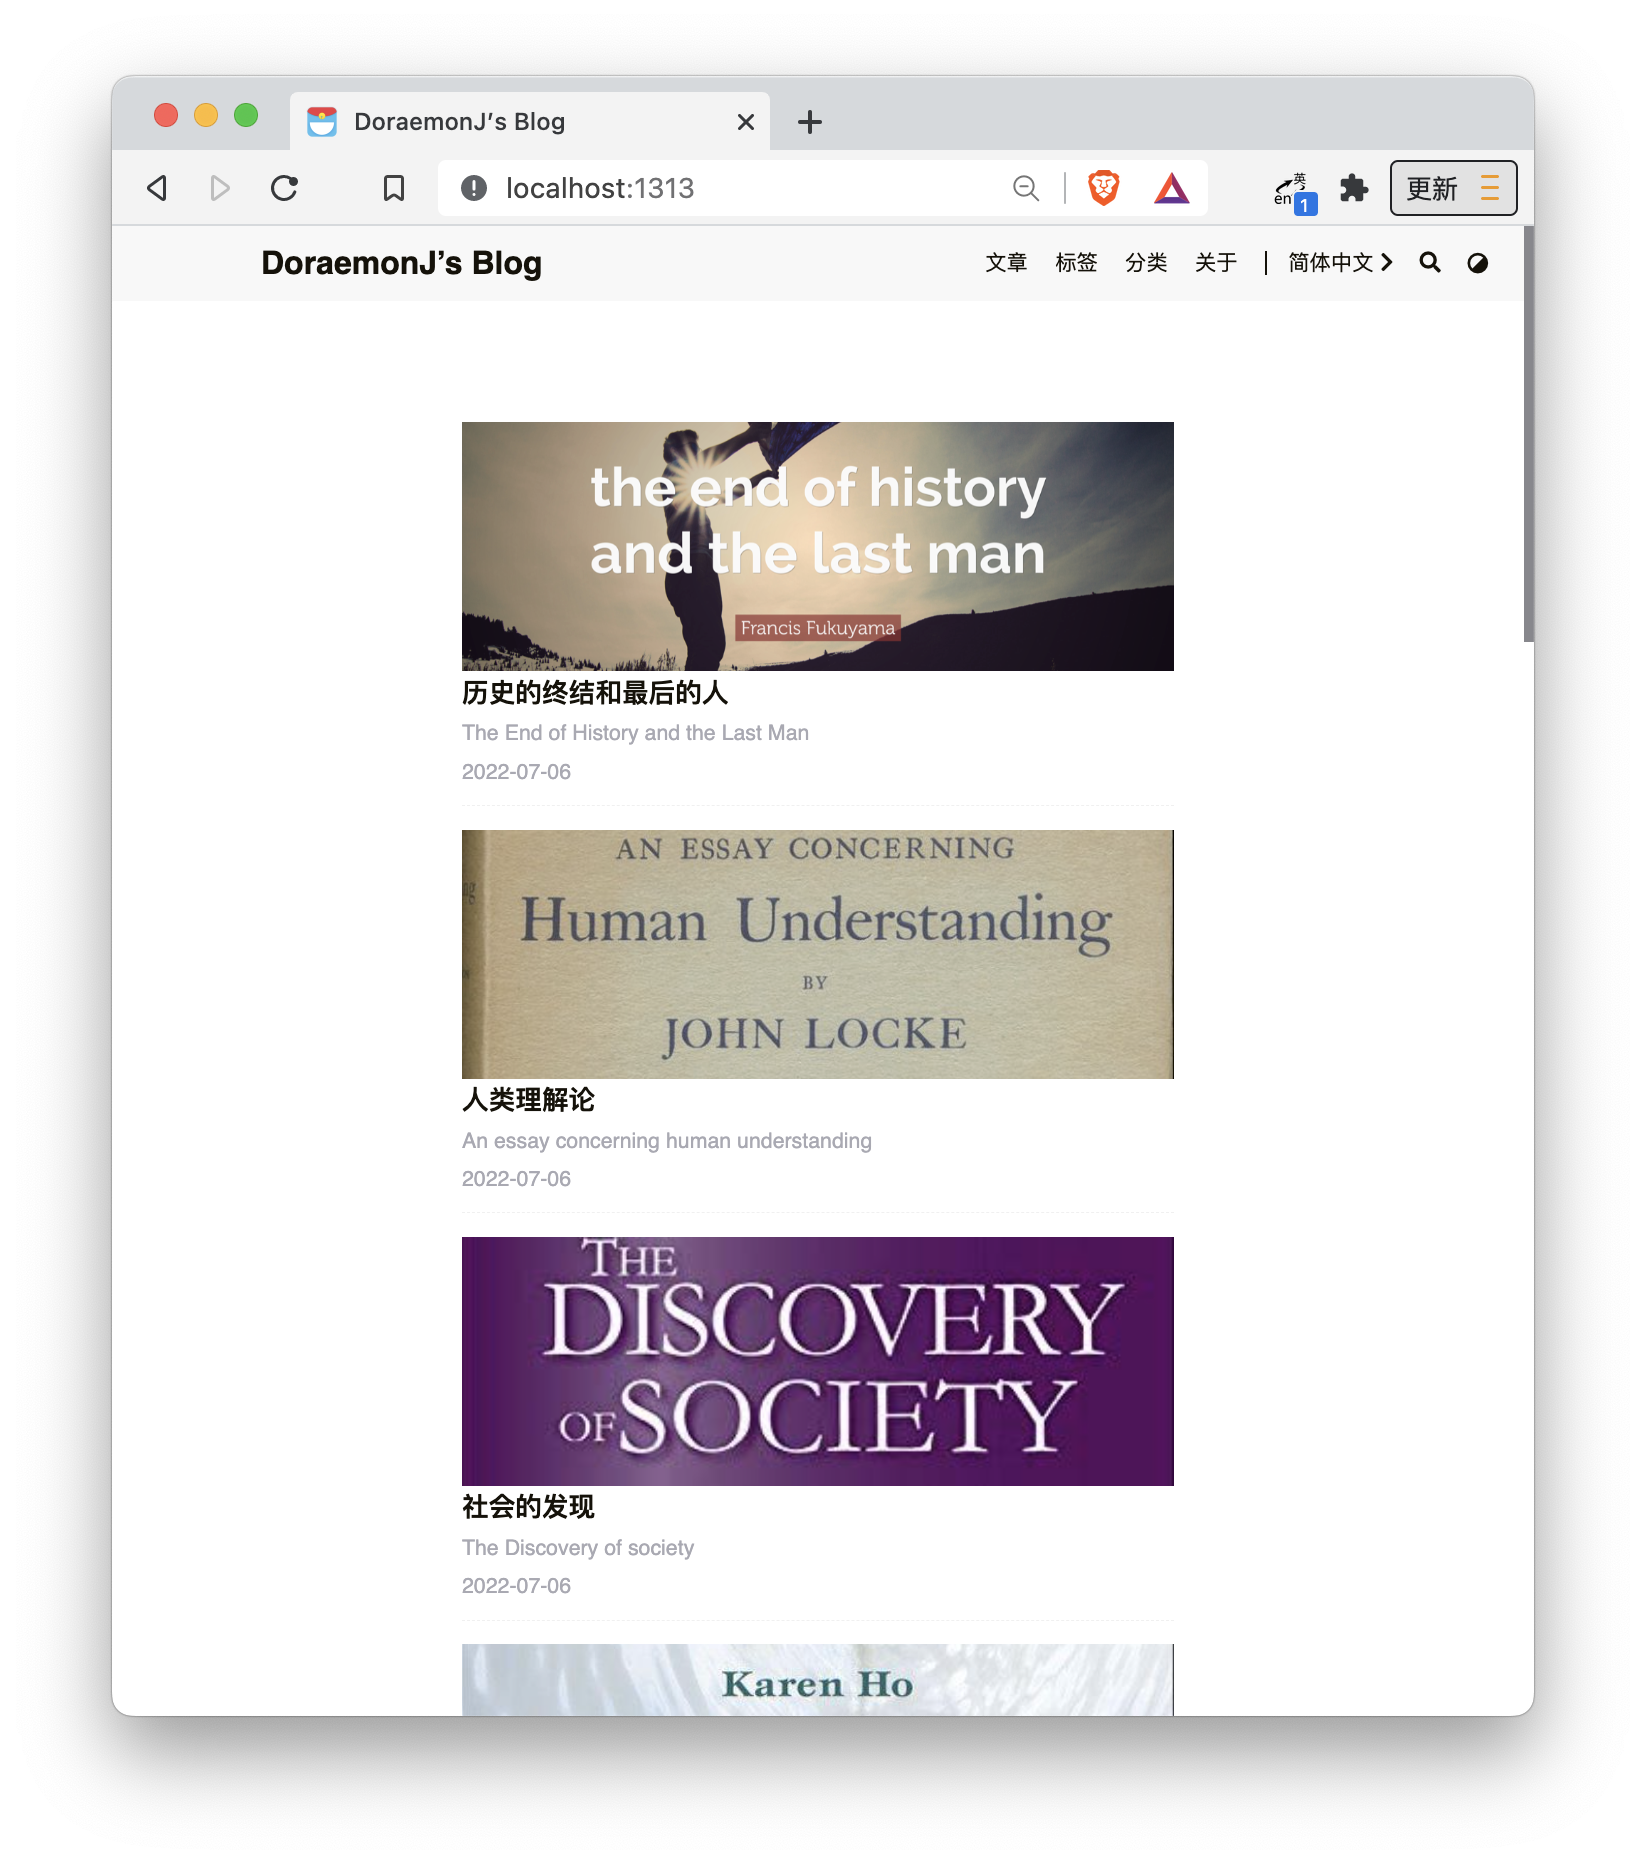 DoraemonJ's Blog
localhost:1313
英
en
1
更新
DoraemonJ’s Blog
文章 标签 分类 关于 | 简体中文
the end of history
and the last man
Francis Fukuyama
历史的终结和最后的人
The End of History and the Last Man
2022-07-06
AN ESSAY CONCERNING
Human Understanding
BY
JOHN LOCKE
人类理解论
An essay concerning human understanding
2022-07-06
THE
DISCOVERY
OF SOCIETY
社会的发现
The Discovery of society
2022-07-06
Karen Ho